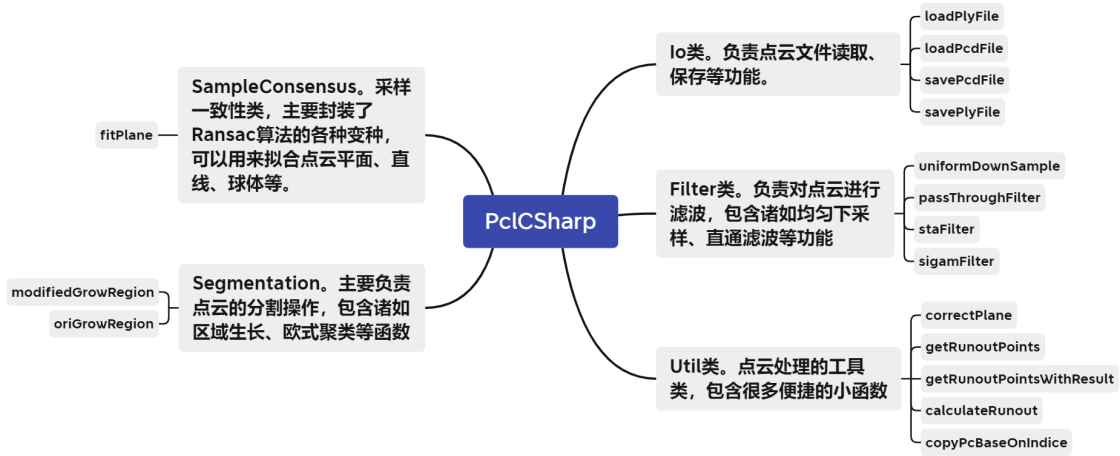 PclCSharp
SampleConsensus。采样
一致性类，主要封装了
Ransac算法的各种变种，
可以用来拟合点云平面、直
线、球体等。
fitPlane
Segmentation。主要负责
点云的分割操作，包含诸如
区域生长、欧式聚类等函数
modifiedGrowRegion
oriGrowRegion
Io类。负责点云文件读取、
保存等功能。
loadPlyFile
loadPcdFile
savePcdFile
savePlyFile
Filter类。负责对点云进行
滤波，包含诸如均匀下采
样、直通滤波等功能
uniformDownSample
passThroughFilter
staFilter
sigamFilter
Util类。点云处理的工具
类，包含很多便捷的小函数
correctPlane
getRunoutPoints
getRunoutPointsWithResult
calculateRunout
copyPcBaseOnIndice